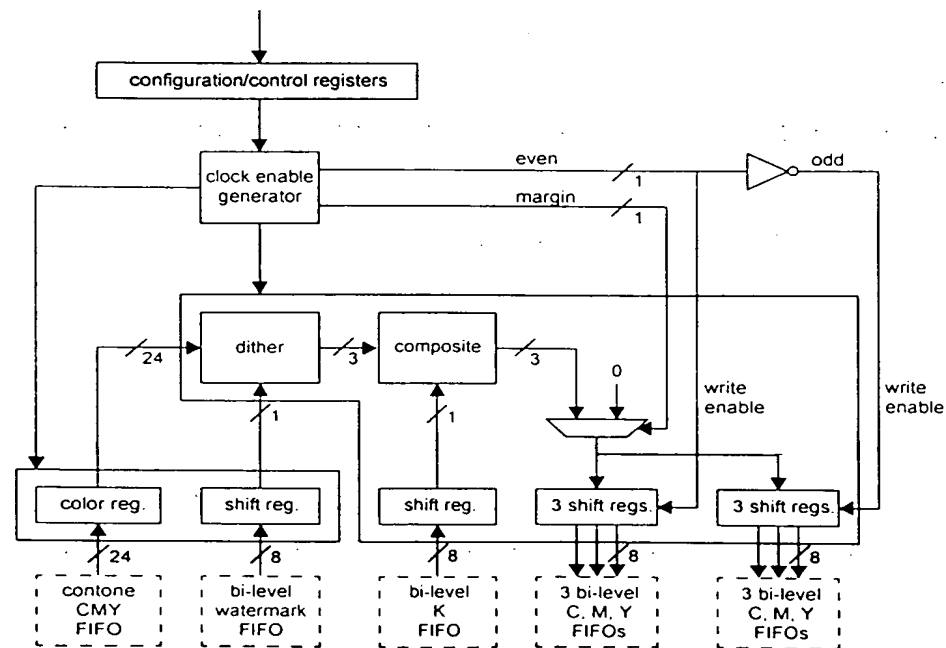 configuration/control registers
clock enable
generator
even
1
odd
margin
1
dither
composite
24
3
3
0
1
1
write
enable
write
enable
color reg.
shift reg.
shift reg.
3 shift regs.
3 shift regs.
24
8
8
8
8
contone
CMY
FIFO
bi-level
watermark
FIFO
bi-level
K
FIFO
3 bi-level
C, M, Y
FIFOs
3 bi-level
C, M, Y
FIFOs